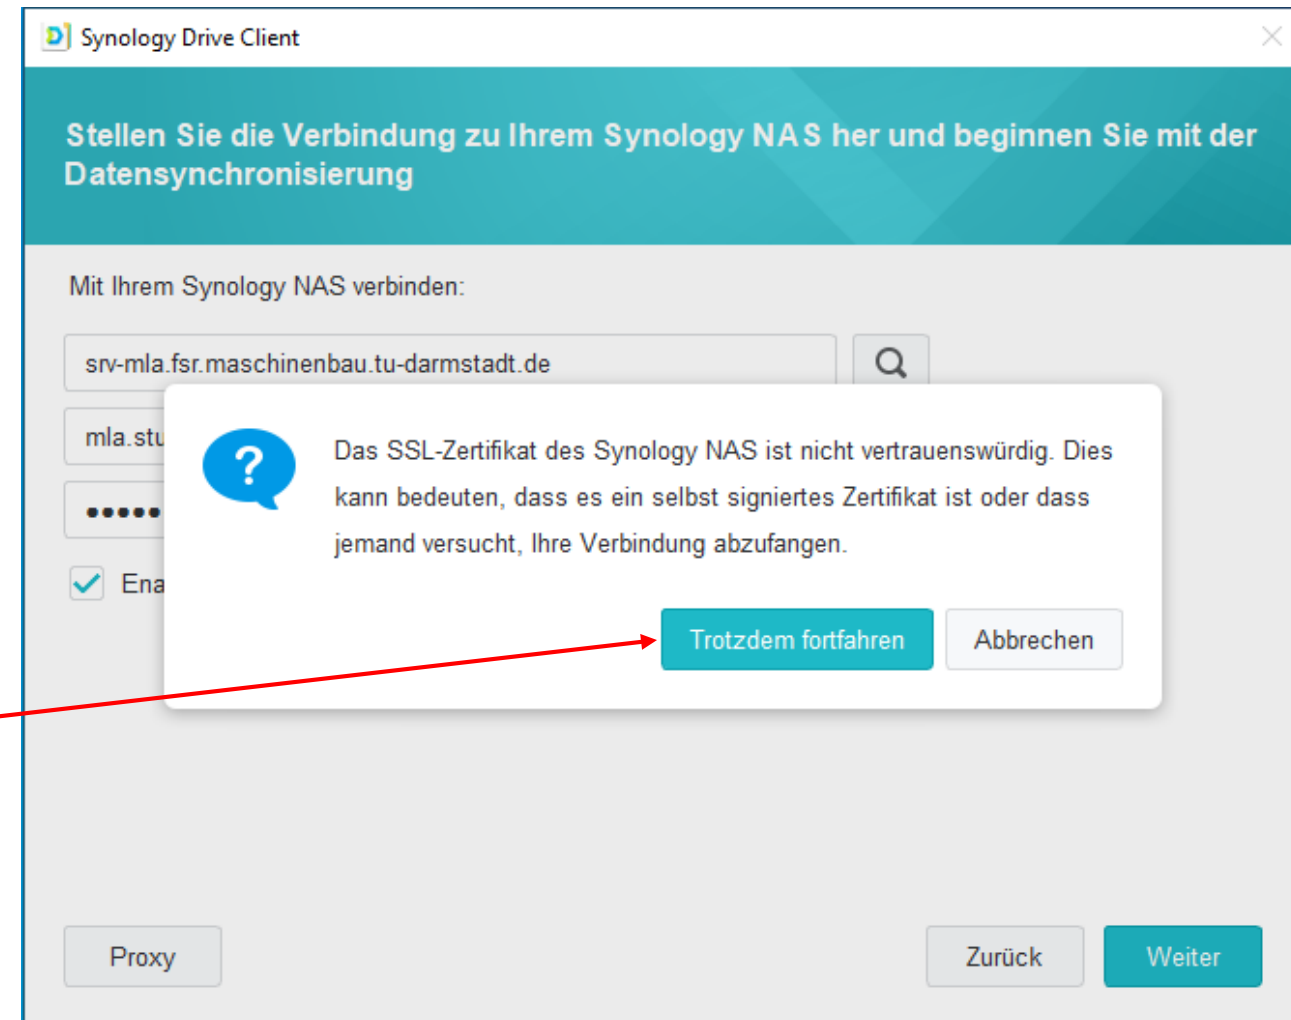 Synology Drive Client
Stellen Sie die Verbindung zu Ihrem Synology NAS her und beginnen Sie mit der
Datensynchronisierung
Mit Ihrem Synology NAS verbinden:
srv-mla.fsr.maschinenbau.tu-darmstadt.de
mla.stu
Ena
Das SSL-Zertifikat des Synology NAS ist nicht vertrauenswürdig. Dies
kann bedeuten, dass es ein selbst signiertes Zertifikat ist oder dass
jemand versucht, Ihre Verbindung abzufangen.
Trotzdem fortfahren Abbrechen
Proxy Zurück Weiter